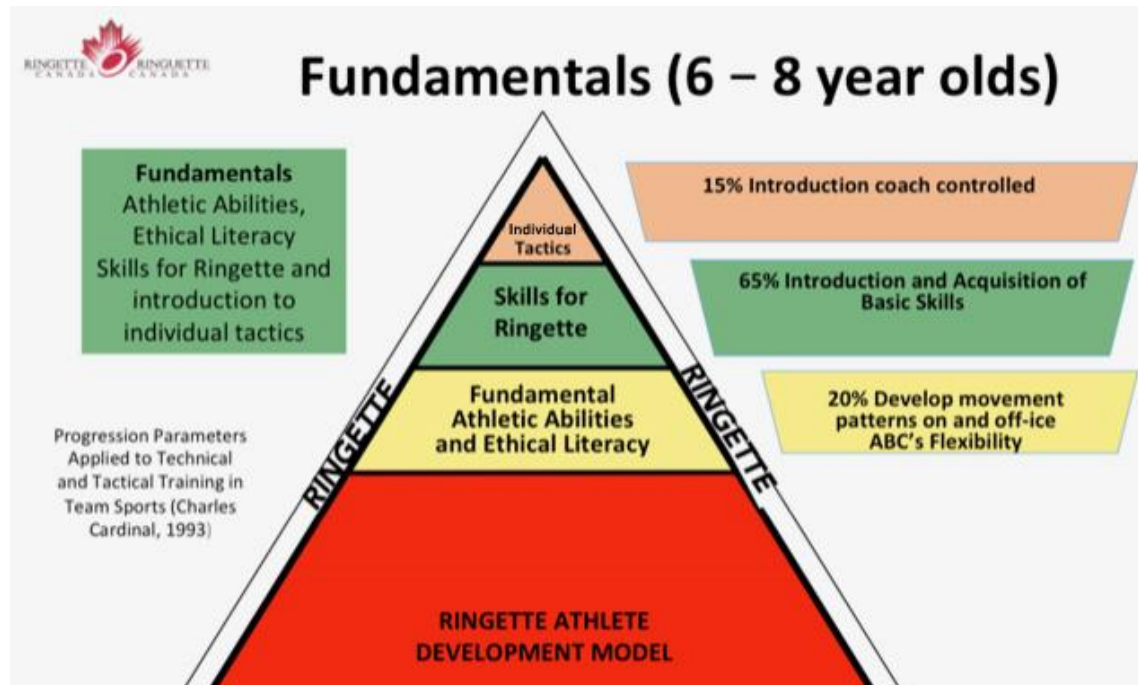 RINGETTE RINGUETTE
CANADA CANADA
Fundamentals (6 – 8 year olds)
Fundamentals
Athletic Abilities,
Ethical Literacy
Skills for Ringette and
introduction to
individual tactics
Progression Parameters
Applied to Technical
and Tactical Training in
Team Sports (Charles
Cardinal, 1993)
Individual
Tactics
Skills for
Ringette
Fundamental
Athletic Abilities
and Ethical Literacy
RINGETTE
RINGETTE
RINGETTE ATHLETE
DEVELOPMENT MODEL
15% Introduction coach controlled
65% Introduction and Acquisition of
Basic Skills
20% Develop movement
patterns on and off-ice
ABC's Flexibility